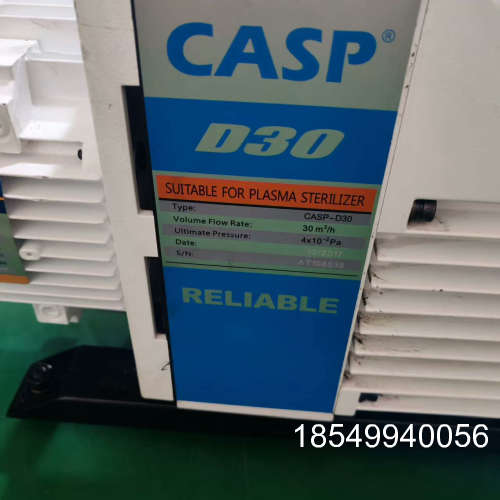 CASP®
D30
SUITABLE FOR PLASMA STERILIZER
Type: CASP-D30
Volume Flow Rate: 30 m³/h
Ultimate Pressure: 4x10⁻²Pa
Date: 2017
S/N:
RELIABLE
18549940056